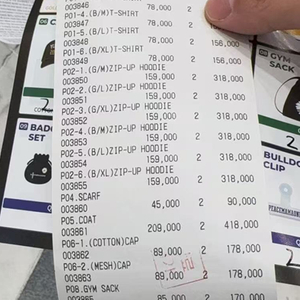 003846
P01-4.(B/M)T-SHIRT
78,000 2
P01-5.(B/L)T-SHIRT
003848 78,000 2 156,000
P01-6.(B/XL)T-SHIRT
003849 78,000 2 156,000
P02-1.(G/M)ZIP-UP HOODIE
003850 159,000 2 318,000
P02-2.(G/L)ZIP-UP HOODIE
003851 159,000 2 318,000
P02-3.(G/XL)ZIP-UP HOODIE
003852 159,000 2 318,000
P02-4.(B/M)ZIP-UP HOODIE
003853 159,000 2 318,000
P02-5.(B/L)ZIP-UP HOODIE
003854 159,000 2 318,000
P02-6.(B/XL)ZIP-UP HOODIE
003855 159,000 2 318,000
P04.SCARF
003860 45,000 2 90,000
P05.COAT
003861 209,000 2 418,000
P06-1.(COTTON)CAP
003862 89,000 2 178,000
P06-2.(MESH)CAP
003863 89,000 2 178,000
P08.GYM SACK
003865 85,000 2 170,000
09 BADGE
SET
GYM
SACK
BULLDOG
CLIP
2